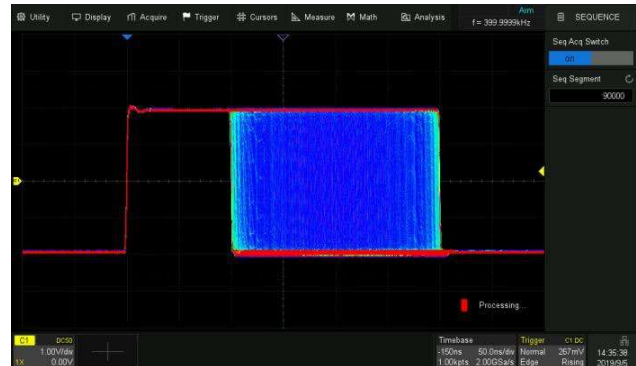 Utility Display Acquire Trigger Cursors Measure Math Analysis
Arm
f = 399.9999kHz
SEQUENCE
Seq Acq Switch
on
Seq Segment
90000
Processing...
C1 DC50
1.00V/div
1X 0.00V
Timebase
-150ns 50.0ns/div
1.00kpts 2.00GSa/s
Trigger C1 DC
Normal 267mV
Edge Rising
14:35:38
2019/9/5